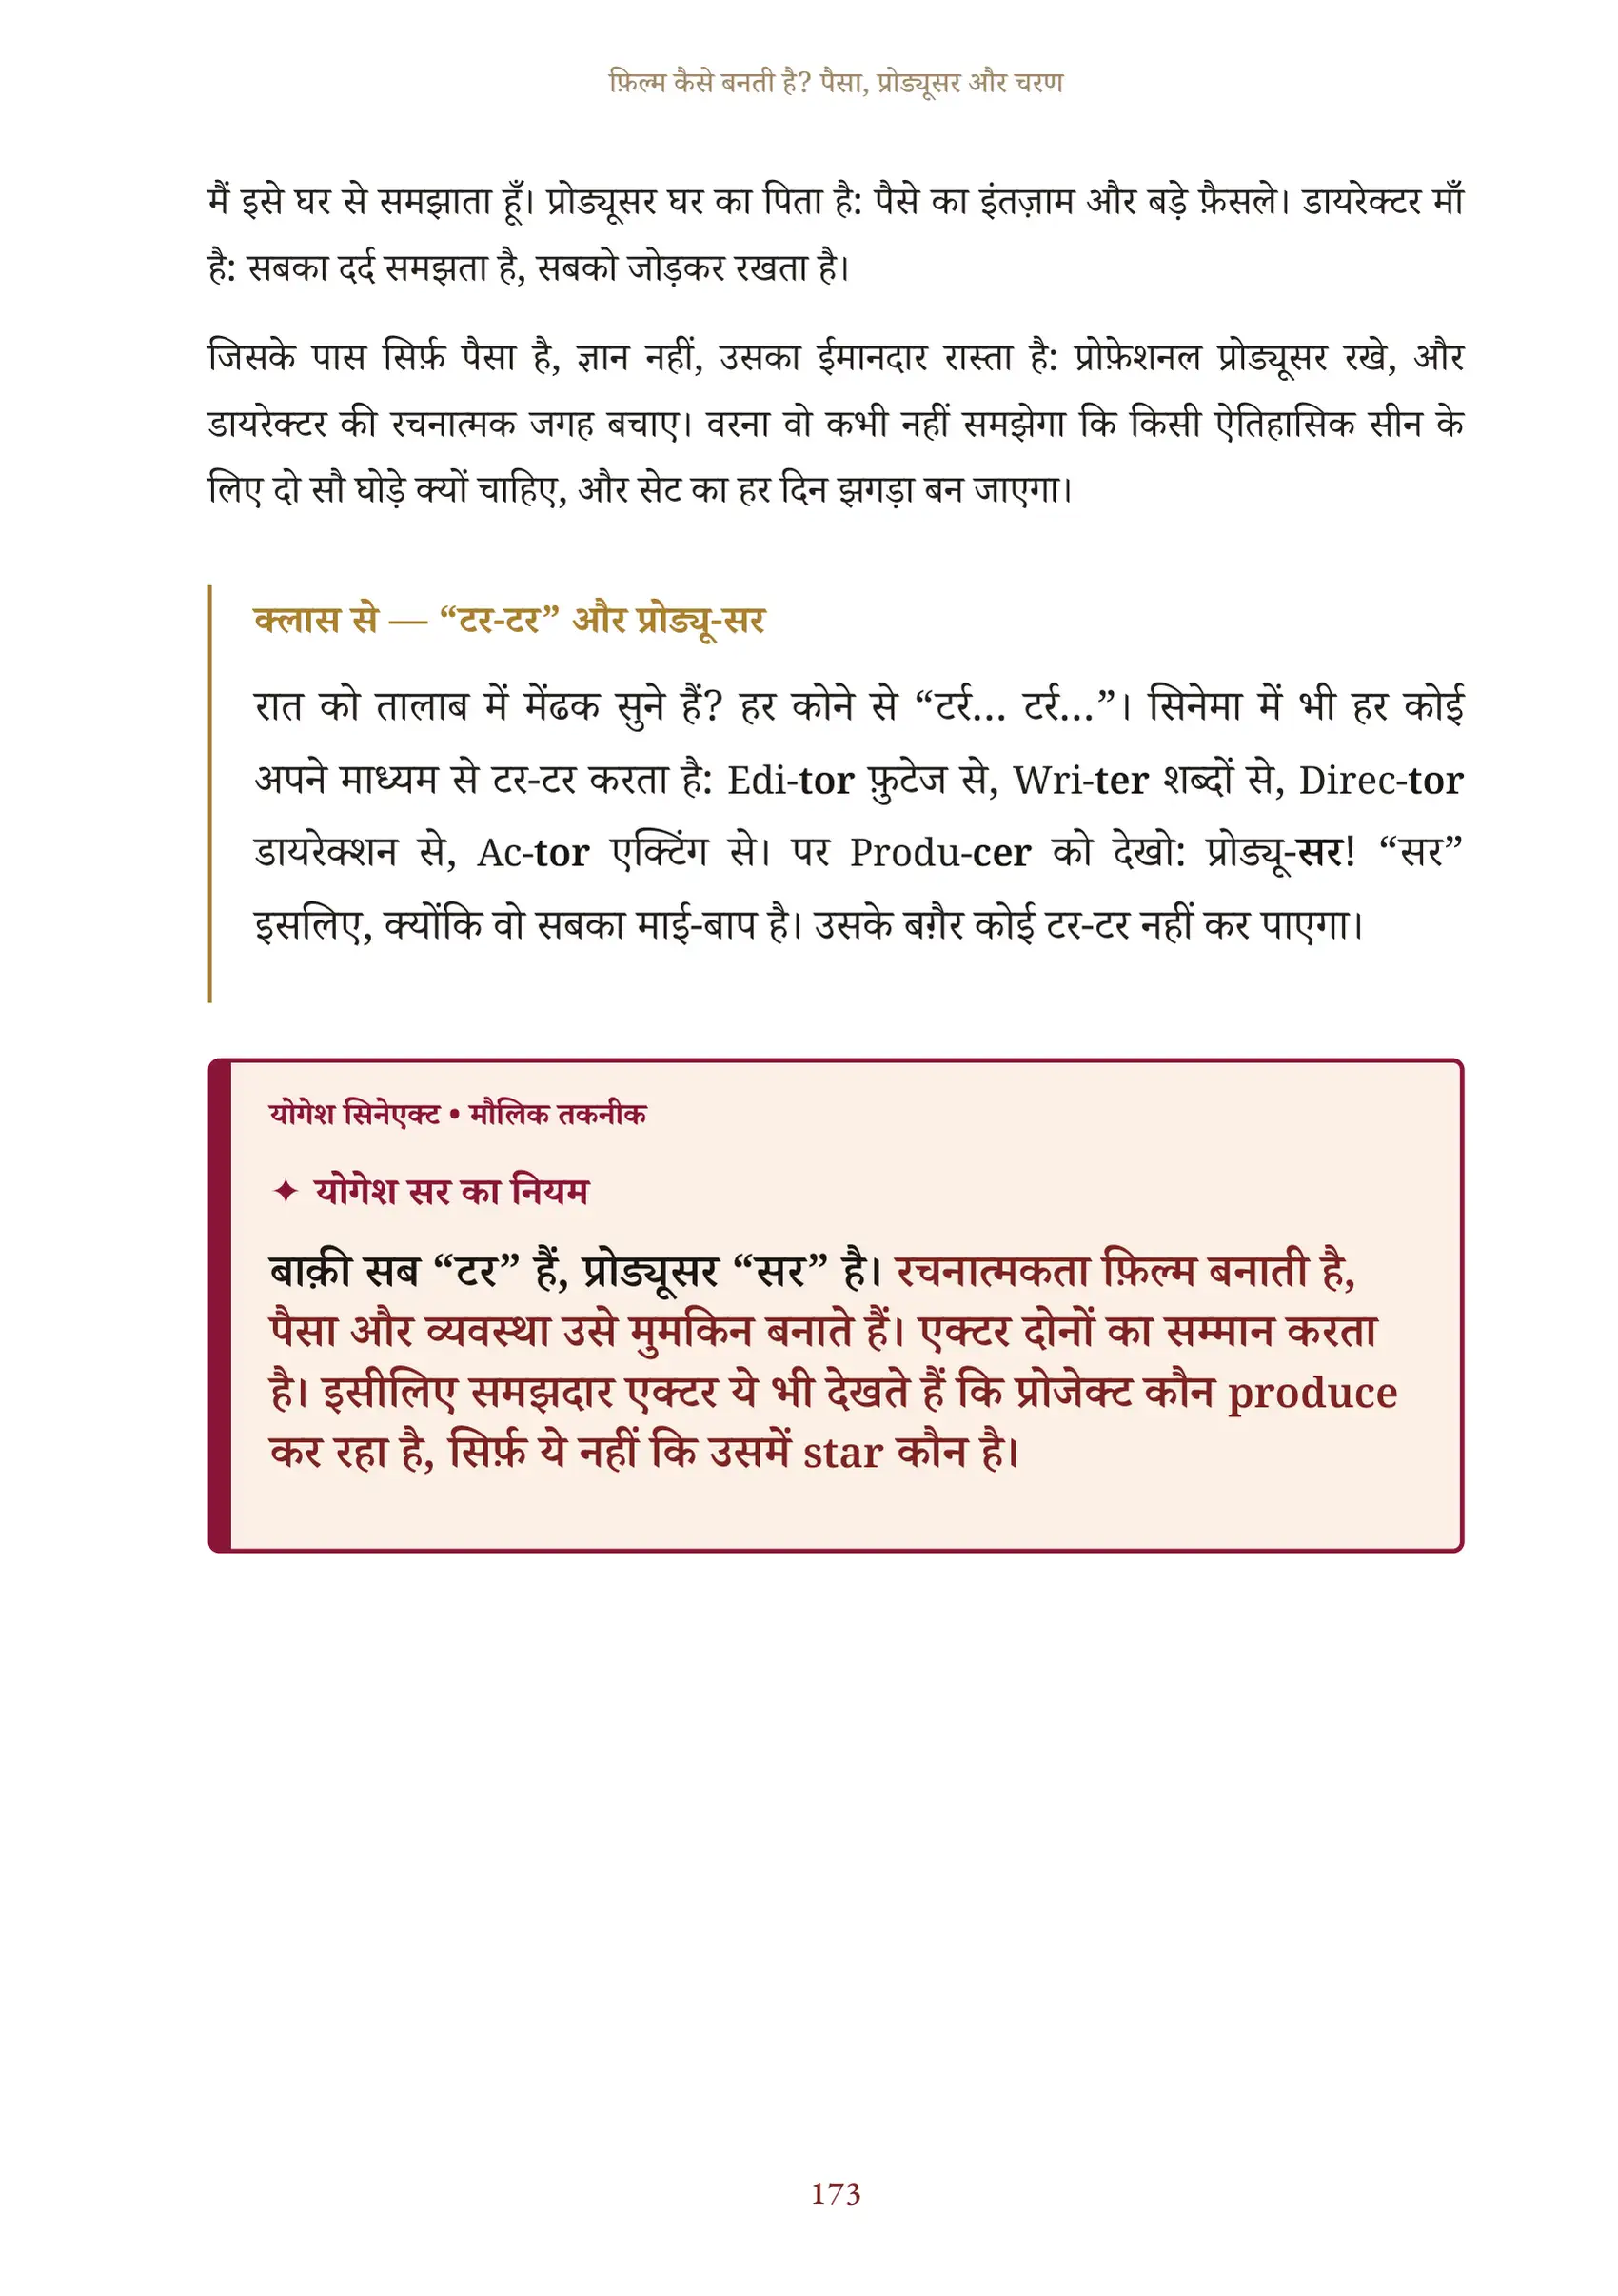 फ़िल्म कैसे बनती है? पैसा, प्रोड्यूसर और चरण
मैं इसे घर से समझाता हूँ। प्रोड्यूसर घर का पिता है: पैसे का इंतज़ाम और बड़े फ़ैसले। डायरेक्टर माँ
है: सबका दर्द समझता है, सबको जोड़कर रखता है।
जिसके पास सिर्फ़ पैसा है, ज्ञान नहीं, उसका ईमानदार रास्ता है: प्रोफ़ेशनल प्रोड्यूसर रखे, और
डायरेक्टर की रचनात्मक जगह बचाए। वरना वो कभी नहीं समझेगा कि किसी ऐतिहासिक सीन के
लिए दो सौ घोड़े क्यों चाहिए, और सेट का हर दिन झगड़ा बन जाएगा।
क्लास से — “टर-टर” और प्रोड्यू-सर
रात को तालाब में मेंढक सुने हैं? हर कोने से “टर्र… टर्र…”। सिनेमा में भी हर कोई
अपने माध्यम से टर-टर करता है: Edi-tor फ़ुटेज से, Wri-ter शब्दों से, Direc-tor
डायरेक्शन से, Ac-tor एक्टिंग से। पर Produ-cer को देखो: प्रोड्यू-सर! “सर”
इसलिए, क्योंकि वो सबका माई-बाप है। उसके बग़ैर कोई टर-टर नहीं कर पाएगा।
योगेश सिनेएक्ट • मौलिक तकनीक
✦ योगेश सर का नियम
बाक़ी सब “टर” हैं, प्रोड्यूसर “सर” है। रचनात्मकता फ़िल्म बनाती है,
पैसा और व्यवस्था उसे मुमकिन बनाते हैं। एक्टर दोनों का सम्मान करता
है। इसीलिए समझदार एक्टर ये भी देखते हैं कि प्रोजेक्ट कौन produce
कर रहा है, सिर्फ़ ये नहीं कि उसमें star कौन है।
173